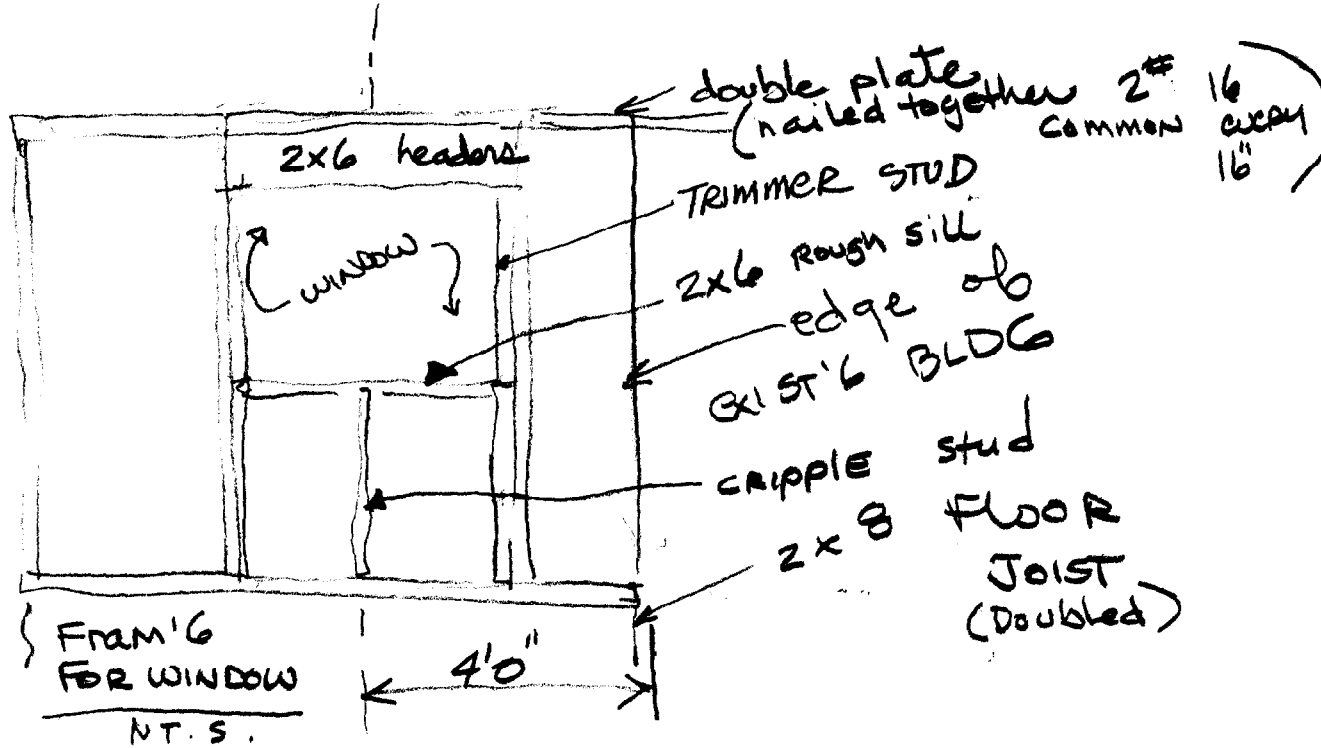 double plate
(nailed together 2# 16
common every
16")
2x6 headers
TRIMMER STUD
WINDOW
2x6 Rough sill
edge of
EXIST'G BLDG
CRIPPLE stud
2x8 FLOOR
JOIST
(Doubled)
Fram'G
FOR WINDOW
N.T.S.
4'0"